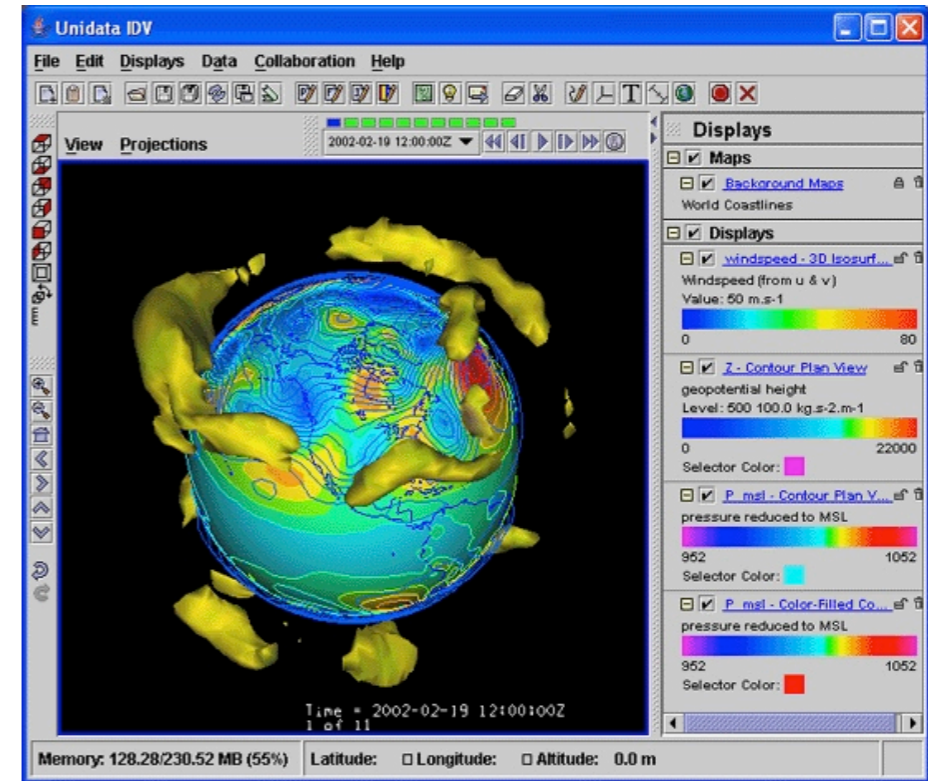 Unidata IDV
File Edit Displays Data Collaboration Help
View Projections
2002-02-19 12:00:00Z
Displays
Maps
Background Maps
World Coastlines
Displays
windspeed - 3D Isosurf...
Windspeed (from u & v)
Value: 50 m.s-1
0 80
Z - Contour Plan View
geopotential height
Level: 500 100.0 kg.s-2.m-1
0 22000
Selector Color:
P_msl - Contour Plan V...
pressure reduced to MSL
952 1052
Selector Color:
P_msl - Color-Filled Co...
pressure reduced to MSL
952 1052
Selector Color:
Time = 2002-02-19 12:00:00Z
1 of 11
Memory: 128.28/230.52 MB (55%) Latitude: Longitude: Altitude: 0.0 m